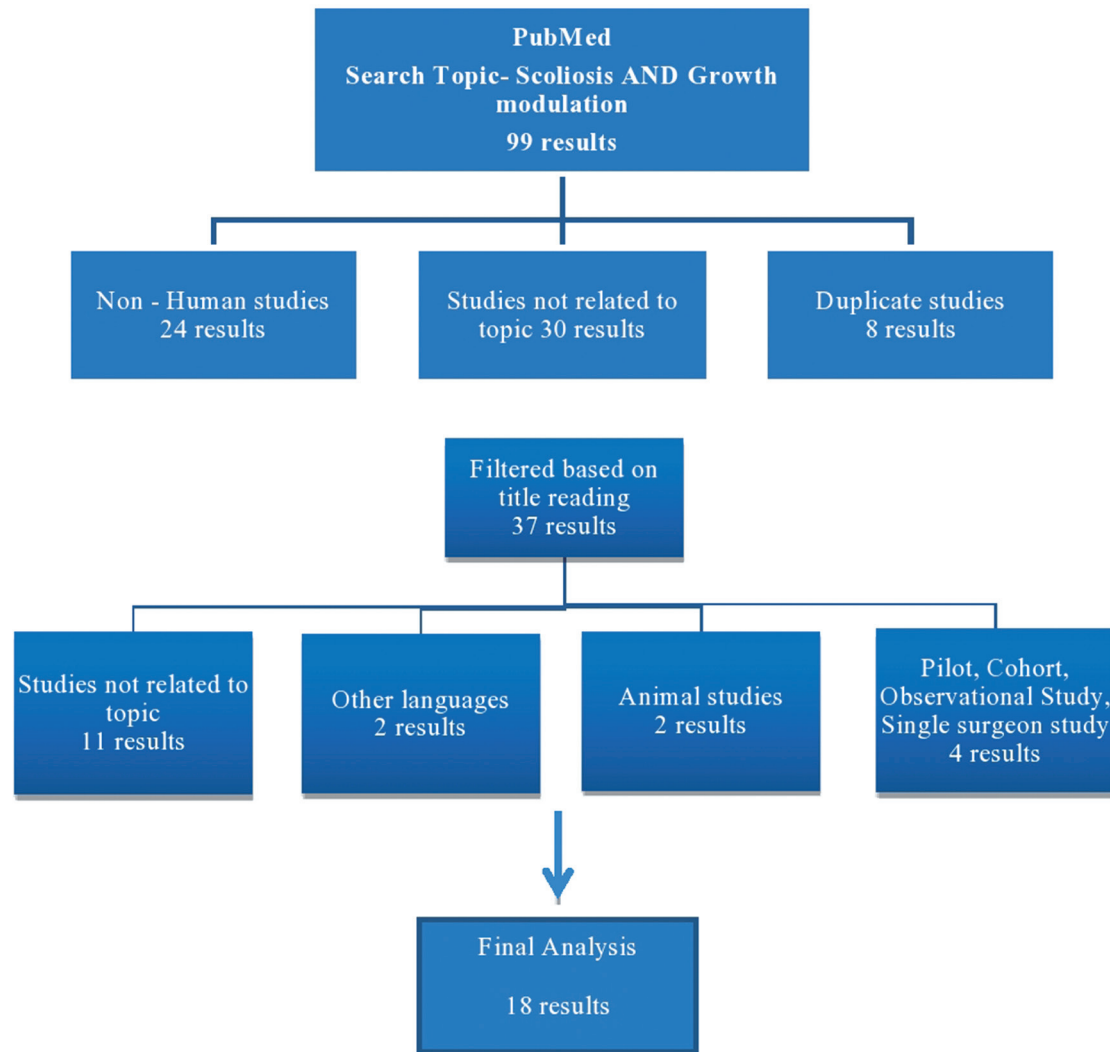 PubMed
Search Topic- Scoliosis AND Growth
modulation
99 results
Non - Human studies
24 results
Studies not related to
topic 30 results
Duplicate studies
8 results
Filtered based on
title reading
37 results
Studies not related to
topic
11 results
Other languages
2 results
Animal studies
2 results
Pilot, Cohort,
Observational Study,
Single surgeon study
4 results
Final Analysis
18 results